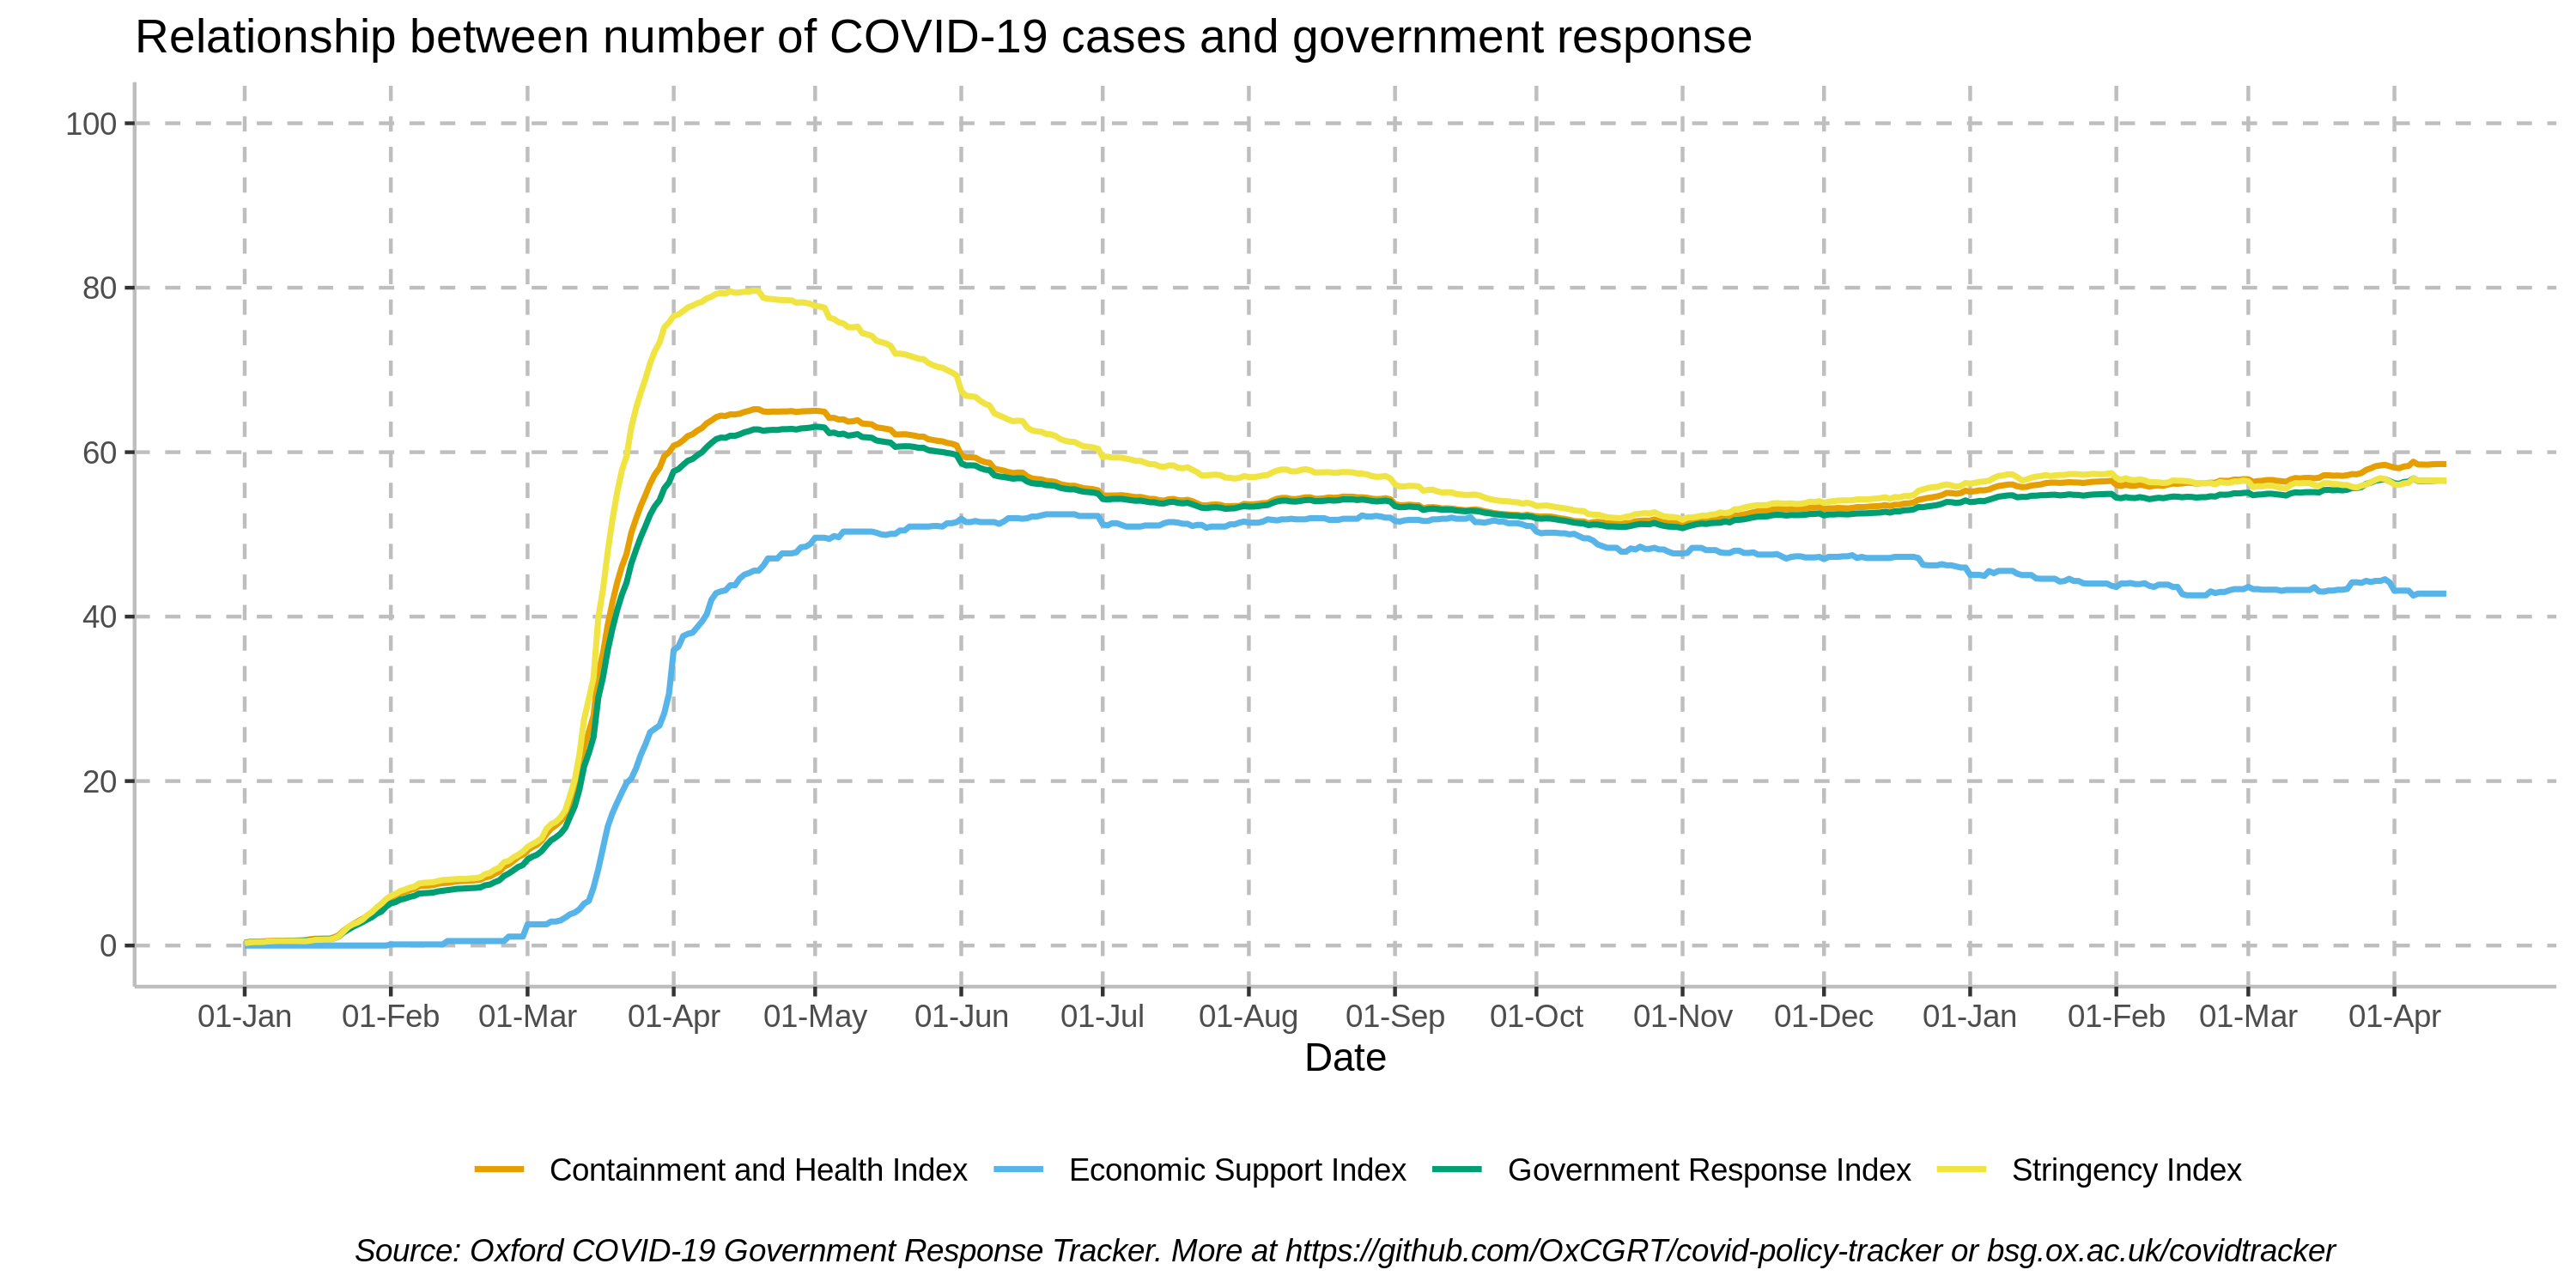 Relationship between number of COVID-19 cases and government response
100
80
60
40
20
0
01-Jan 01-Feb 01-Mar 01-Apr 01-May 01-Jun 01-Jul 01-Aug 01-Sep 01-Oct 01-Nov 01-Dec 01-Jan 01-Feb 01-Mar 01-Apr
Date
Containment and Health Index Economic Support Index Government Response Index Stringency Index
Source: Oxford COVID-19 Government Response Tracker. More at https://github.com/OxCGRT/covid-policy-tracker or bsg.ox.ac.uk/covidtracker